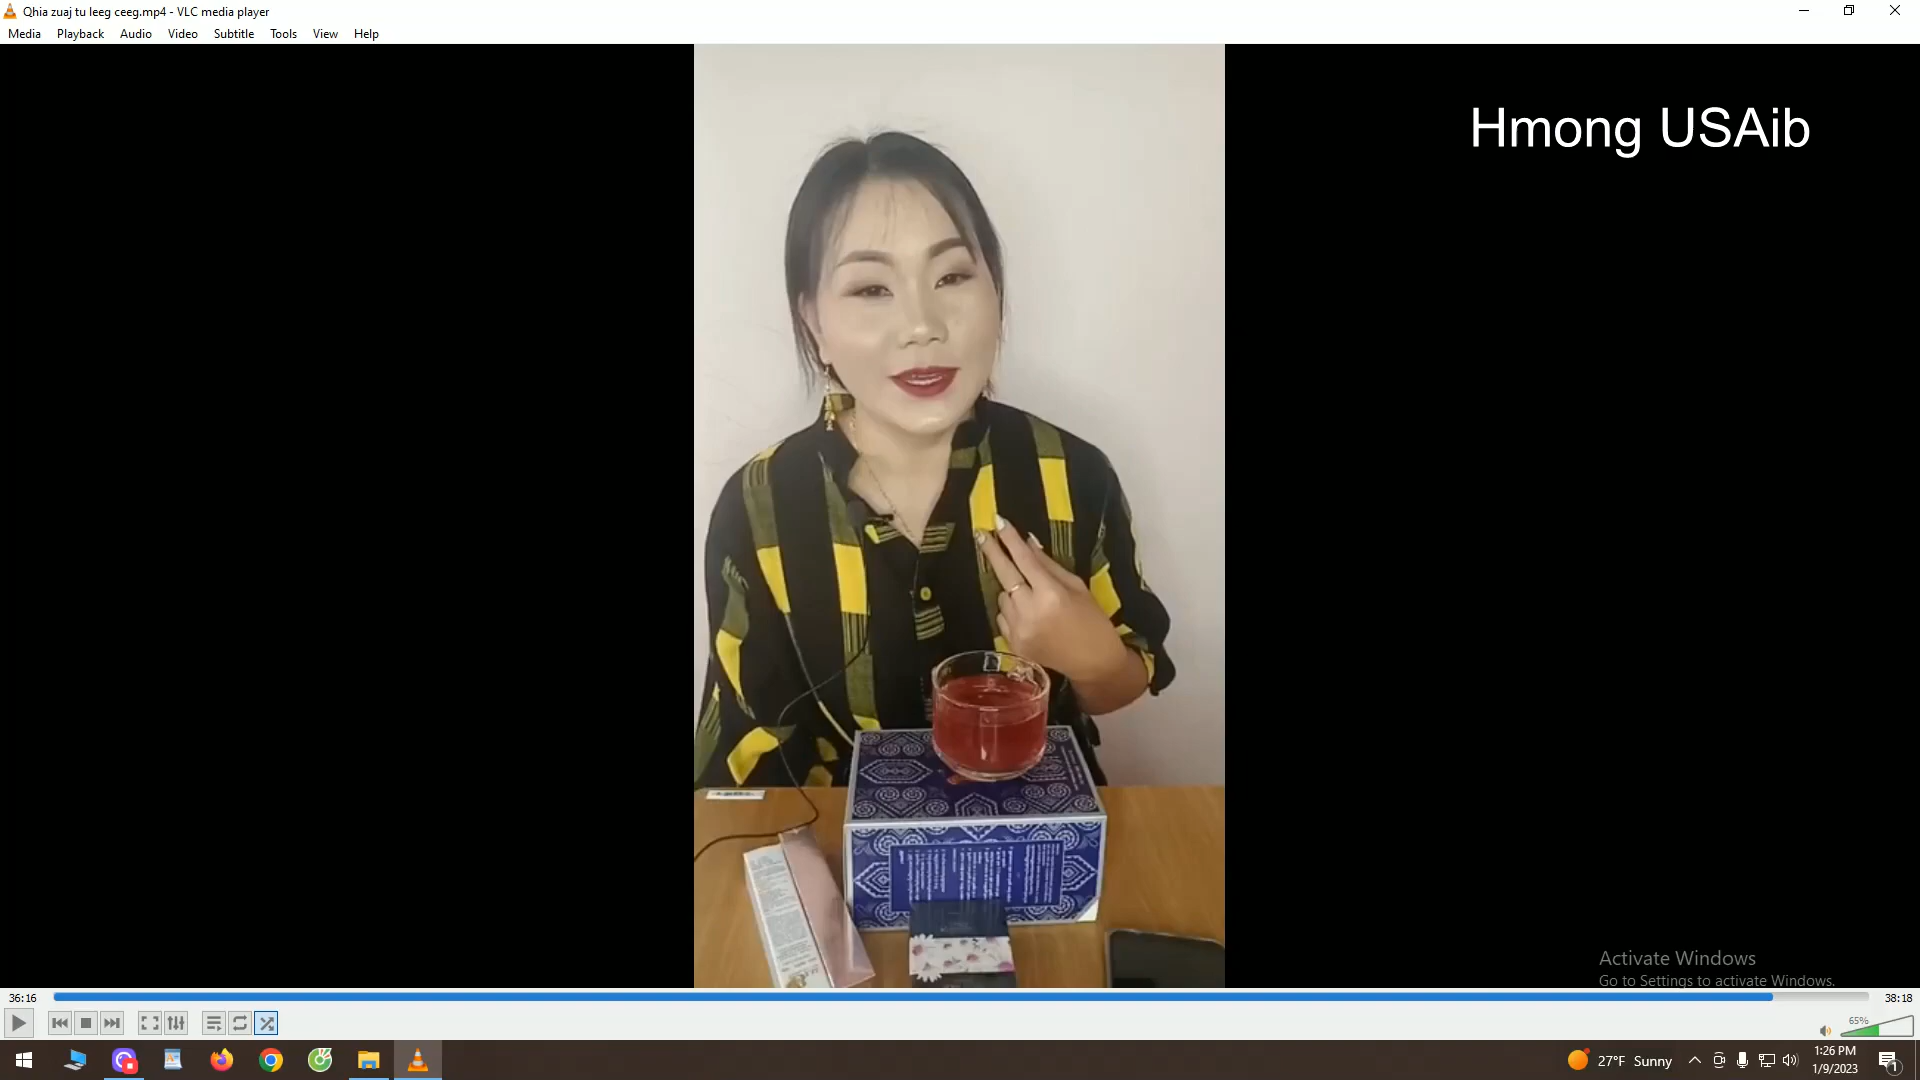 Qhia zuaj tu leeg ceeg.mp4 - VLC media player
Media Playback Audio Video Subtitle Tools View Help
Hmong USAib
Activate Windows
Go to Settings to activate Windows.
36:16
38:18
65%
27°F Sunny
1:26 PM
1/9/2023
1